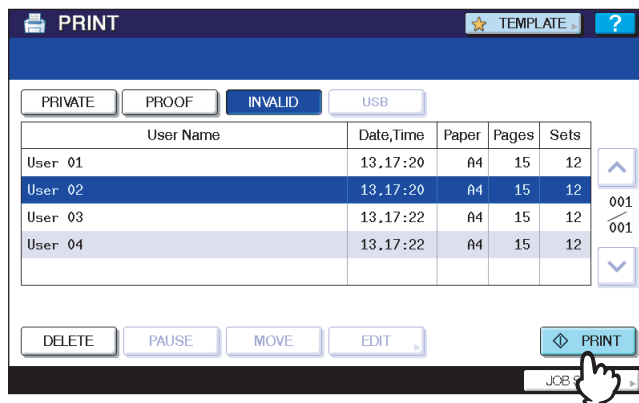 PRINT TEMPLATE ?
PRIVATE PROOF INVALID USB
User Name Date,Time Paper Pages Sets
User 01 13,17:20 A4 15 12
User 02 13,17:20 A4 15 12
001
User 03 13,17:22 A4 15 12
001
User 04 13,17:22 A4 15 12
DELETE PAUSE MOVE EDIT PRINT
JOB